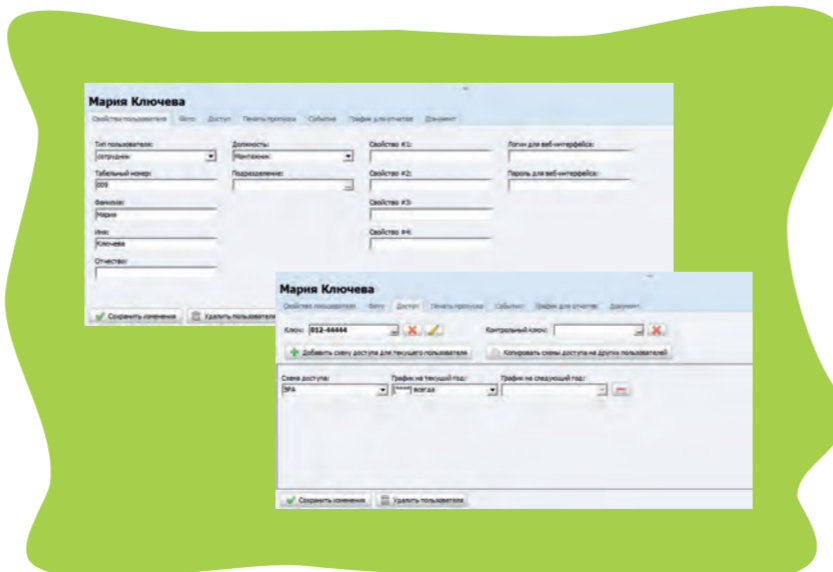 Мария Ключева
Свойства пользователя Фото Доступ Печать пропуска События График для отчетов Документ
Тип пользователя: Должность: Свойство #1: Логин для веб-интерфейса:
сотрудник Монтажник
Табельный номер: Подразделение: Свойство #2: Пароль для веб-интерфейса:
009 ...
Фамилия: Свойство #3:
Мария
Имя: Свойство #4:
Ключева
Отчество:
Сохранить изменения Удалить пользователя
Мария Ключева
Свойства пользователя Фото Доступ Печать пропуска События График для отчетов Документ
Ключ: 012-44444 ... Контрольный ключ: ...
Добавить схему доступа для текущего пользователя Копировать схемы доступа на других пользователей
Схема доступа: График на текущий год: График на следующий год:
ЭРА [****] всегда
Сохранить изменения Удалить пользователя